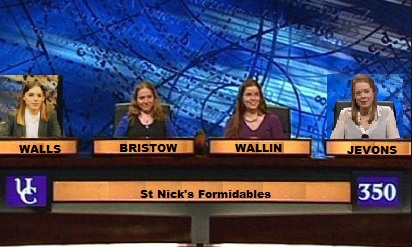 WALLS BRISTOW WALLIN JEVONS
UC St Nick's Formidables 350